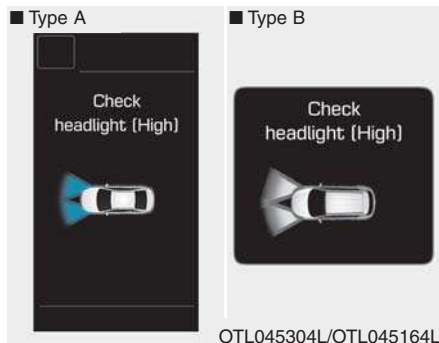 ■ Type A
Check
headlight (High)
■ Type B
Check
headlight (High)
OTL045304L/OTL045164L